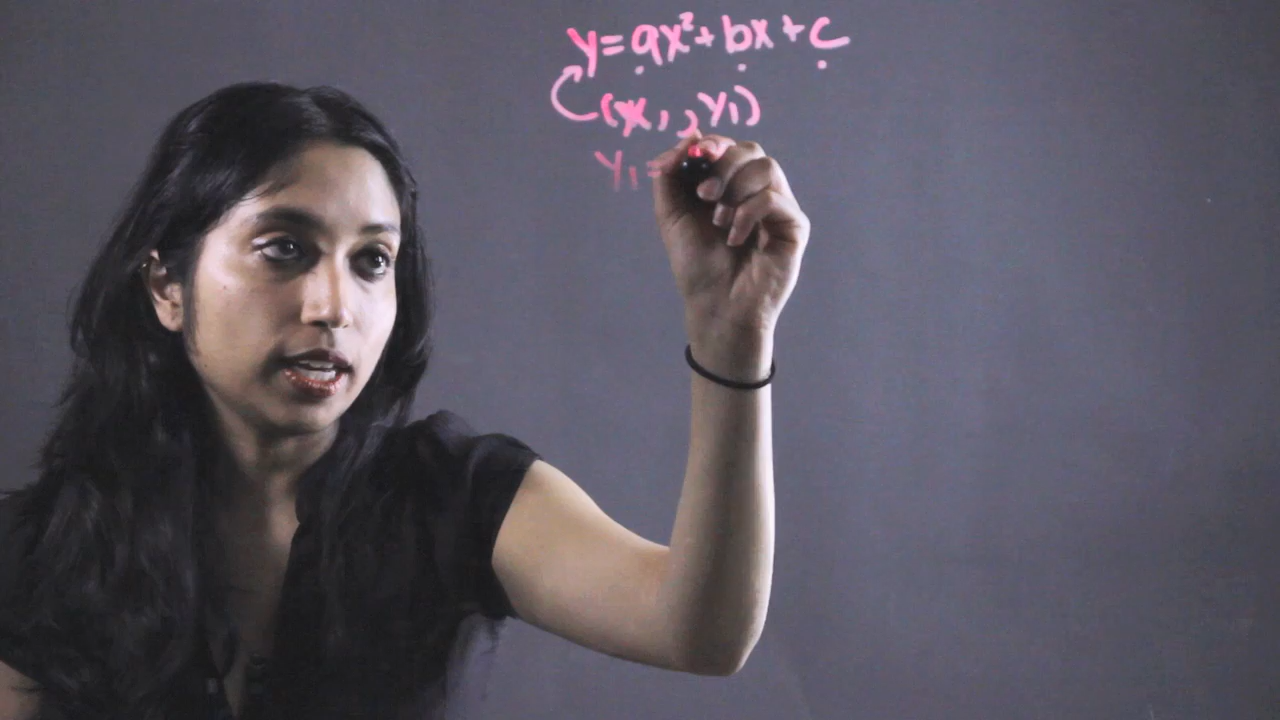 y=ax²+bx+c
(x₁,y₁)
y₁=